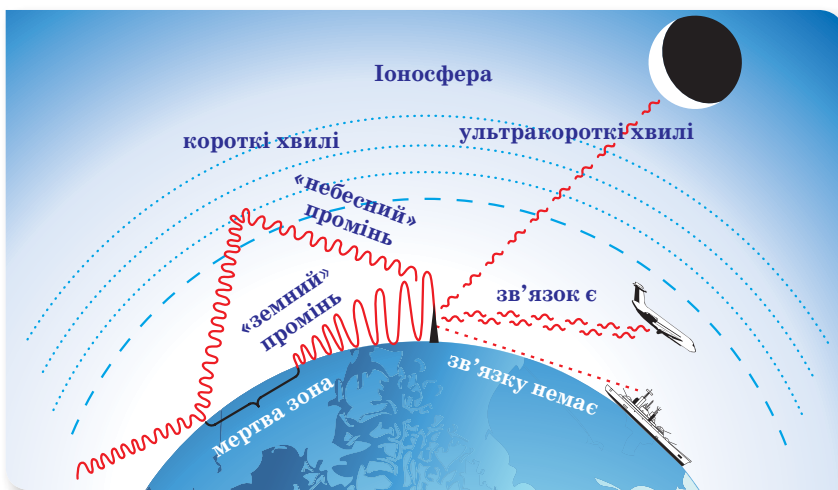 Іоносфера
короткі хвилі
ультракороткі хвилі
«небесний»
промінь
«земний»
промінь
зв’язок є
зв’язку немає
мертва зона